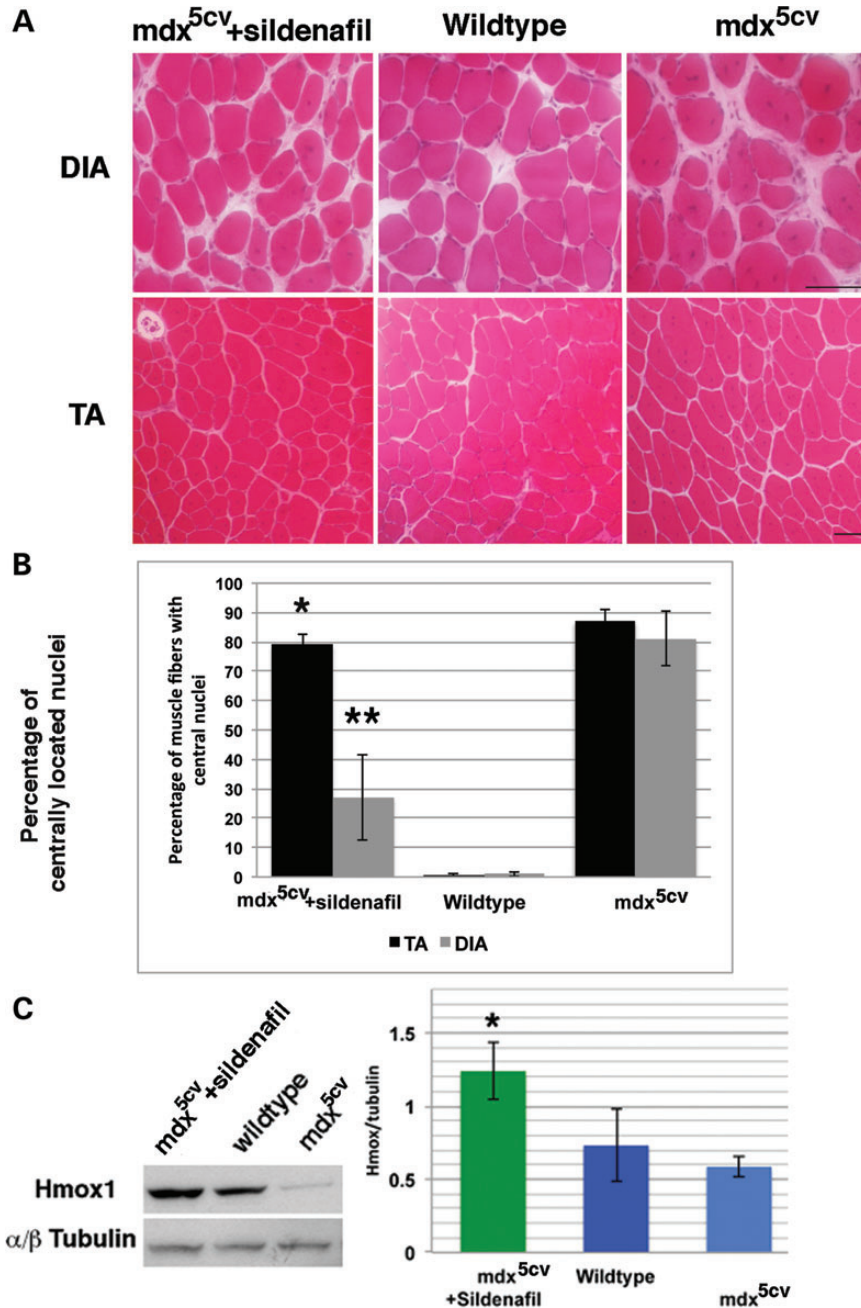 A
mdx5cv+sildenafil
Wildtype
mdx5cv
DIA
TA
B
Percentage of
centrally located nuclei
Percentage of muscle fibers with
central nuclei
100
90
80
70
60
50
40
30
20
10
0
*
**
mdx5cv+sildenafil
Wildtype
mdx5cv
TA DIA
C
mdx5cv+sildenafil
wildtype
mdx5cv
Hmox1
α/β Tubulin
Hmox/tubulin
1.5
1
0.5
0
*
mdx5cv
+Sildenafil
Wildtype
mdx5cv